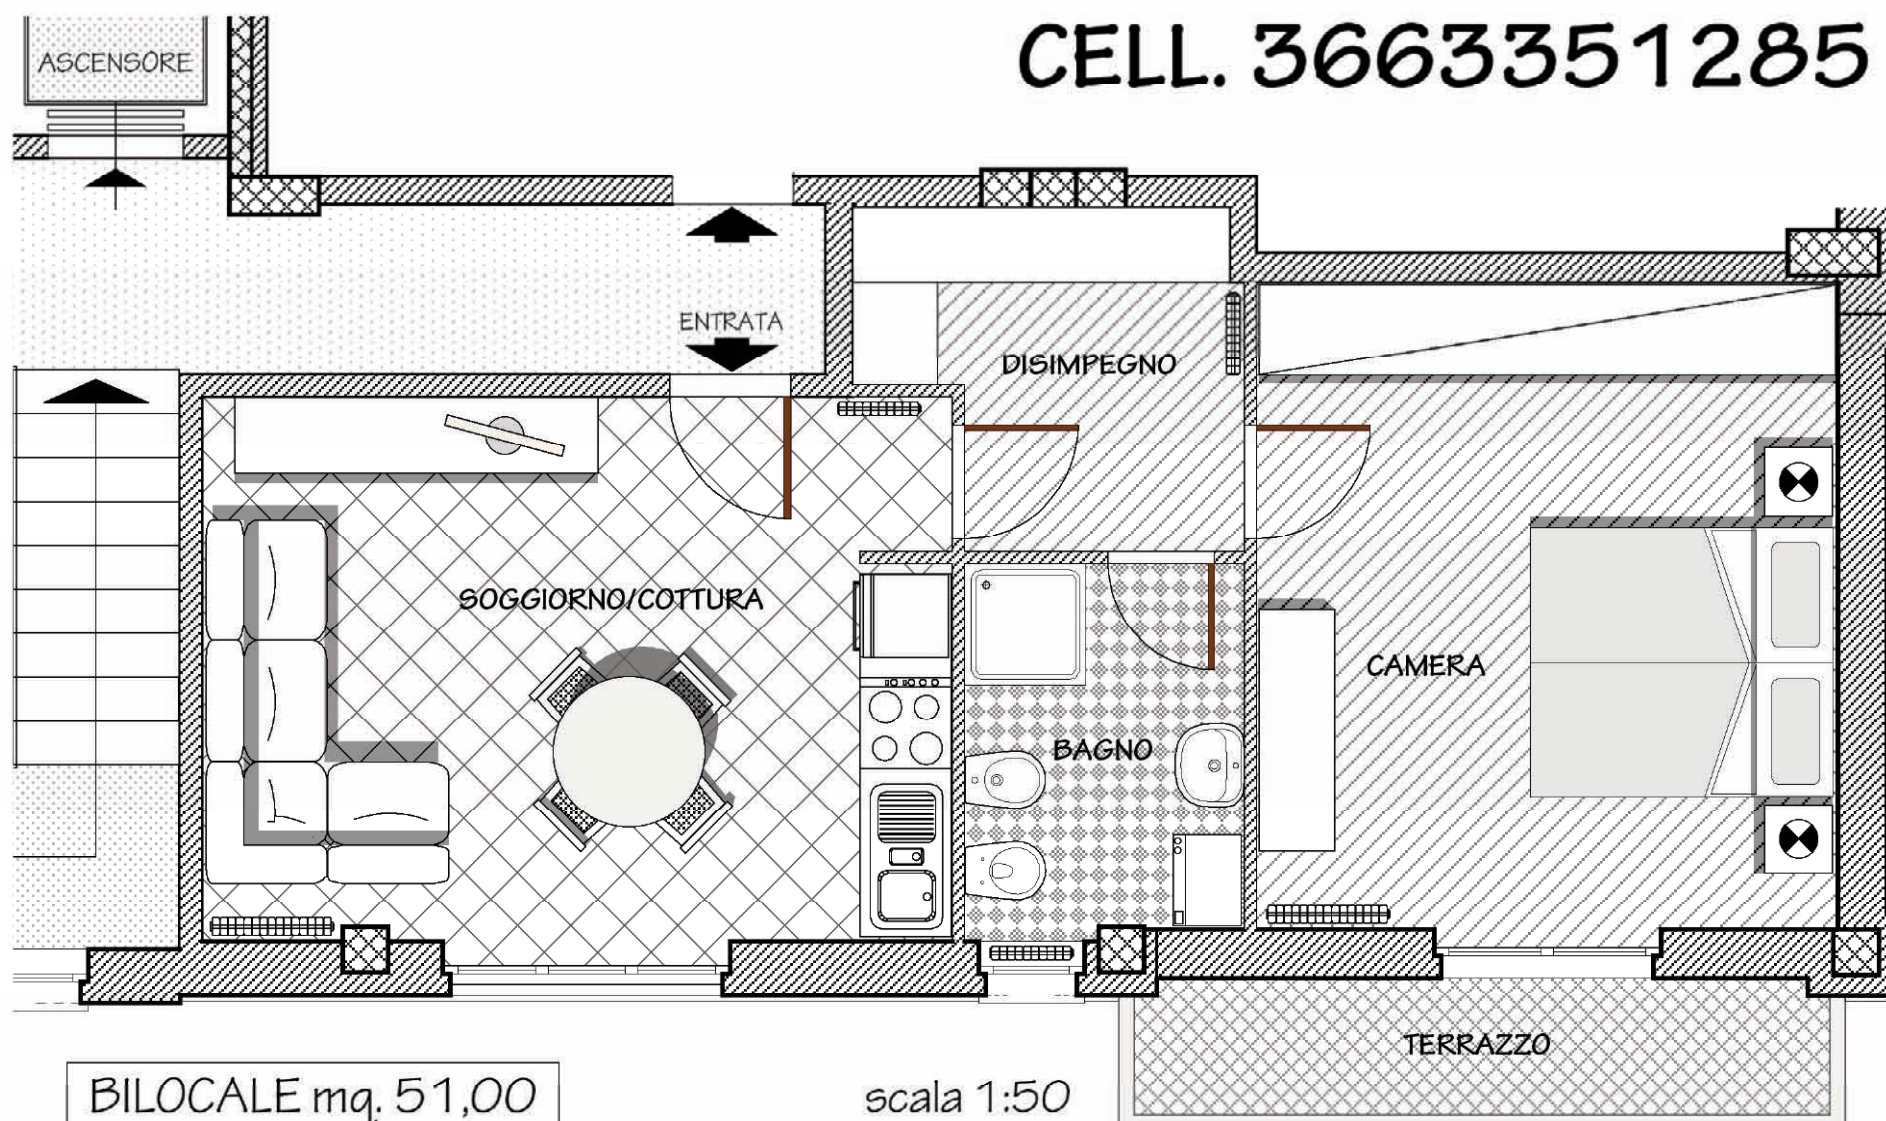 CELL. 3663351285
ASCENSORE
ENTRATA
DISIMPEGNO
SOGGIORNO/COTTURA
CAMERA
BAGNO
TERRAZZO
BILOCALE mq. 51,00
scala 1:50